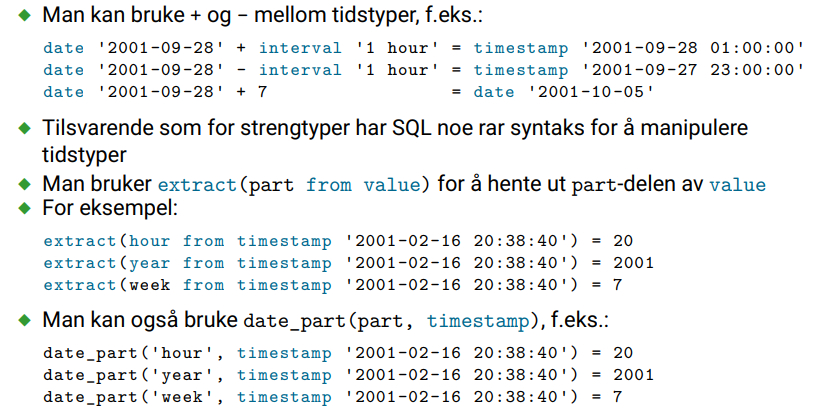 Man kan bruke + og − mellom tidstyper, f.eks.:
date '2001-09-28' + interval '1 hour' = timestamp '2001-09-28 01:00:00'
date '2001-09-28' - interval '1 hour' = timestamp '2001-09-27 23:00:00'
date '2001-09-28' + 7 = date '2001-10-05'
Tilsvarende som for strengtyper har SQL noe rar syntaks for å manipulere
tidstyper
Man bruker extract(part from value) for å hente ut part-delen av value
For eksempel:
extract(hour from timestamp '2001-02-16 20:38:40') = 20
extract(year from timestamp '2001-02-16 20:38:40') = 2001
extract(week from timestamp '2001-02-16 20:38:40') = 7
Man kan også bruke date_part(part, timestamp), f.eks.:
date_part('hour', timestamp '2001-02-16 20:38:40') = 20
date_part('year', timestamp '2001-02-16 20:38:40') = 2001
date_part('week', timestamp '2001-02-16 20:38:40') = 7